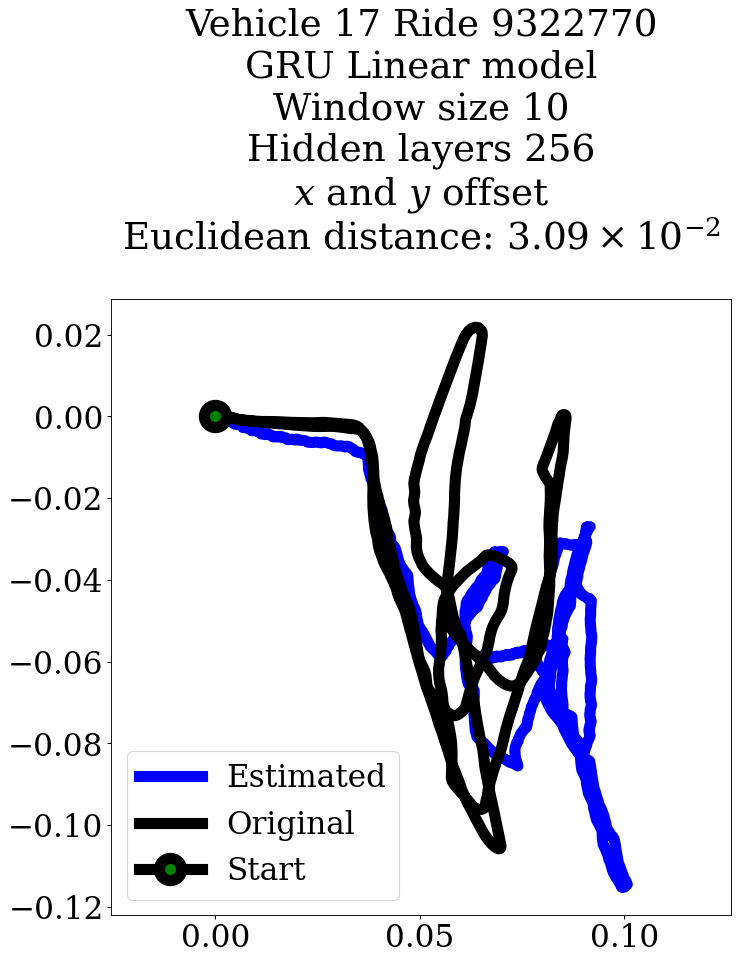 Vehicle 17 Ride 9322770
GRU Linear model
Window size 10
Hidden layers 256
x and y offset
Euclidean distance: 3.09 × 10⁻²
0.02
0.00
−0.02
−0.04
−0.06
−0.08
−0.10
−0.12
Estimated
Original
Start
0.00 0.05 0.10